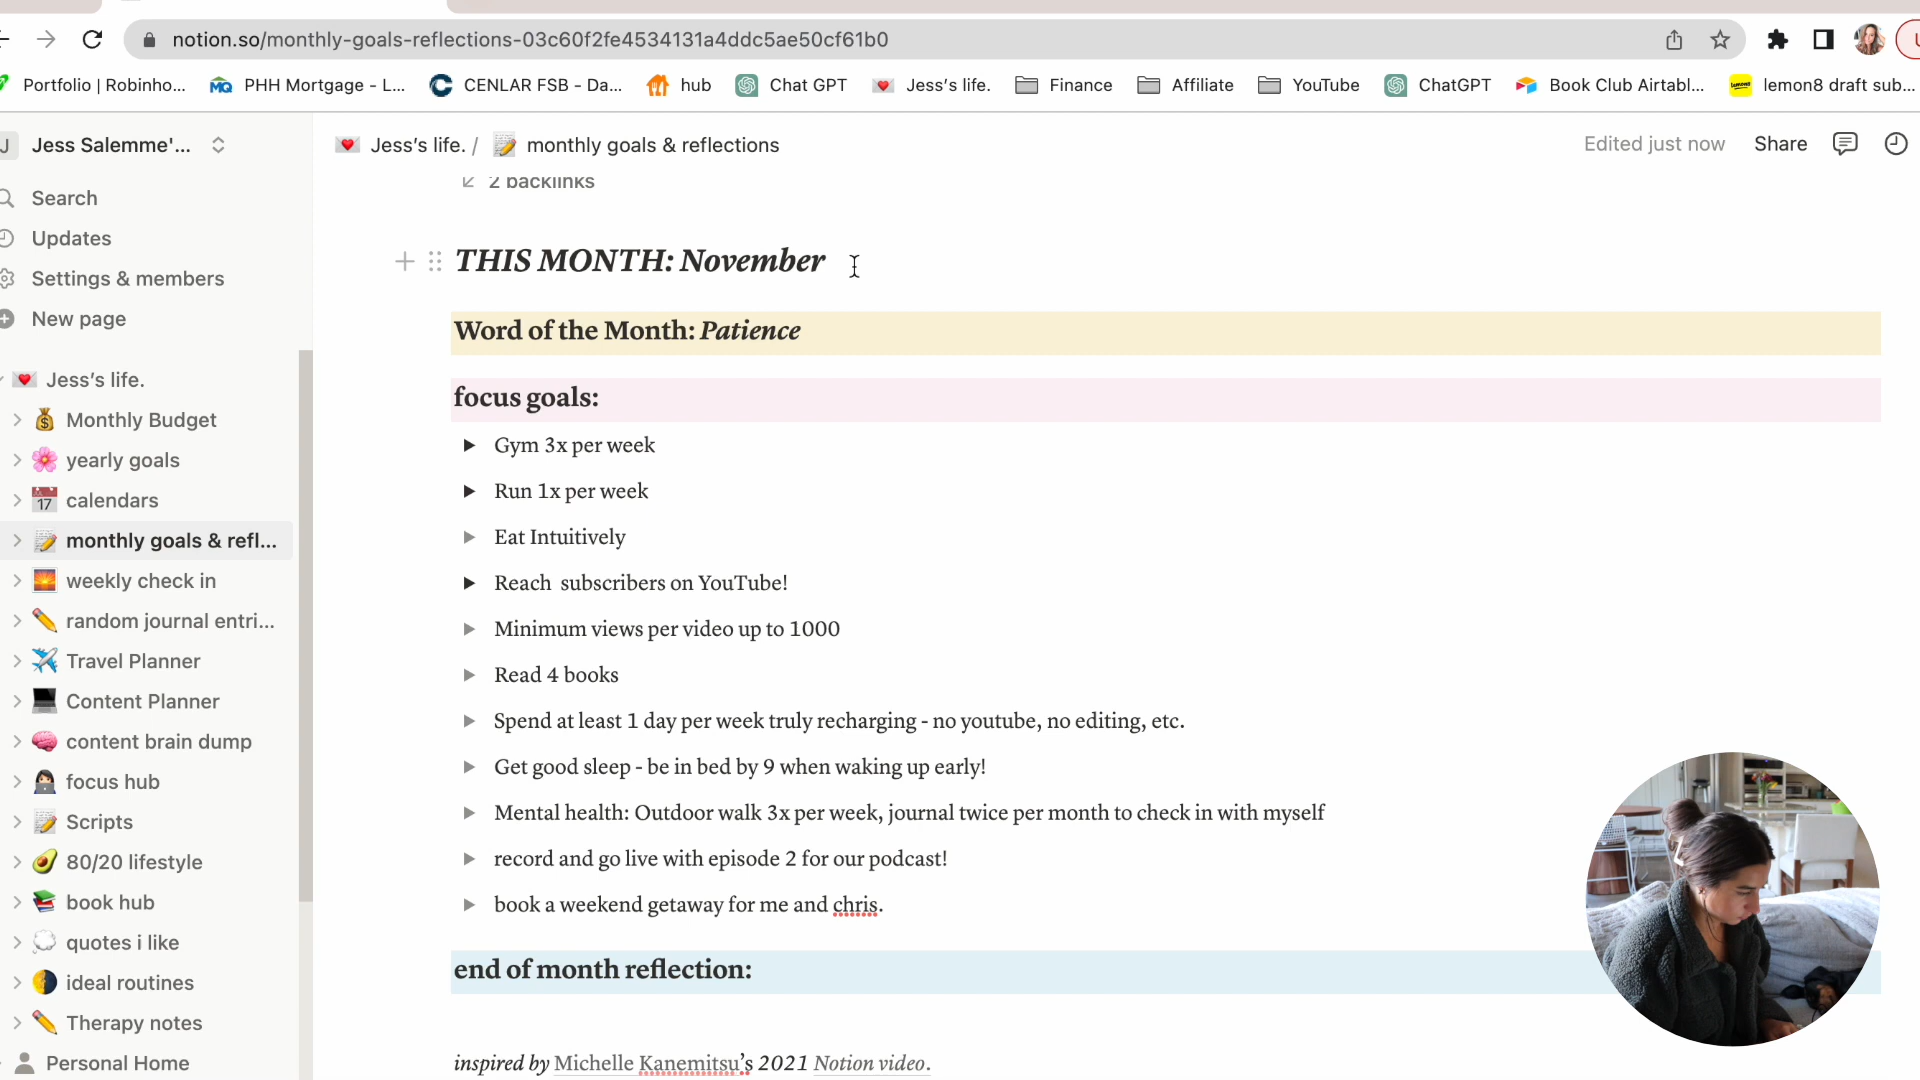 notion.so/monthly-goals-reflections-03c60f2fe4534131a4ddc5ae50cf61b0
Portfolio | Robinho...
PHH Mortgage - L...
CENLAR FSB - Da...
hub
Chat GPT
Jess's life.
Finance
Affiliate
YouTube
ChatGPT
Book Club Airtabl...
lemon8 draft sub...
J Jess Salemme'...
Search
Updates
Settings & members
New page
Jess's life.
Monthly Budget
yearly goals
17 calendars
monthly goals & refl...
weekly check in
random journal entri...
Travel Planner
Content Planner
content brain dump
focus hub
Scripts
80/20 lifestyle
book hub
quotes i like
ideal routines
Therapy notes
Personal Home
Jess's life. / monthly goals & reflections
Edited just now
Share
2 backlinks
THIS MONTH: November
Word of the Month: Patience
focus goals:
Gym 3x per week
Run 1x per week
Eat Intuitively
Reach subscribers on YouTube!
Minimum views per video up to 1000
Read 4 books
Spend at least 1 day per week truly recharging - no youtube, no editing, etc.
Get good sleep - be in bed by 9 when waking up early!
Mental health: Outdoor walk 3x per week, journal twice per month to check in with myself
record and go live with episode 2 for our podcast!
book a weekend getaway for me and chris.
end of month reflection:
inspired by Michelle Kanemitsu's 2021 Notion video.